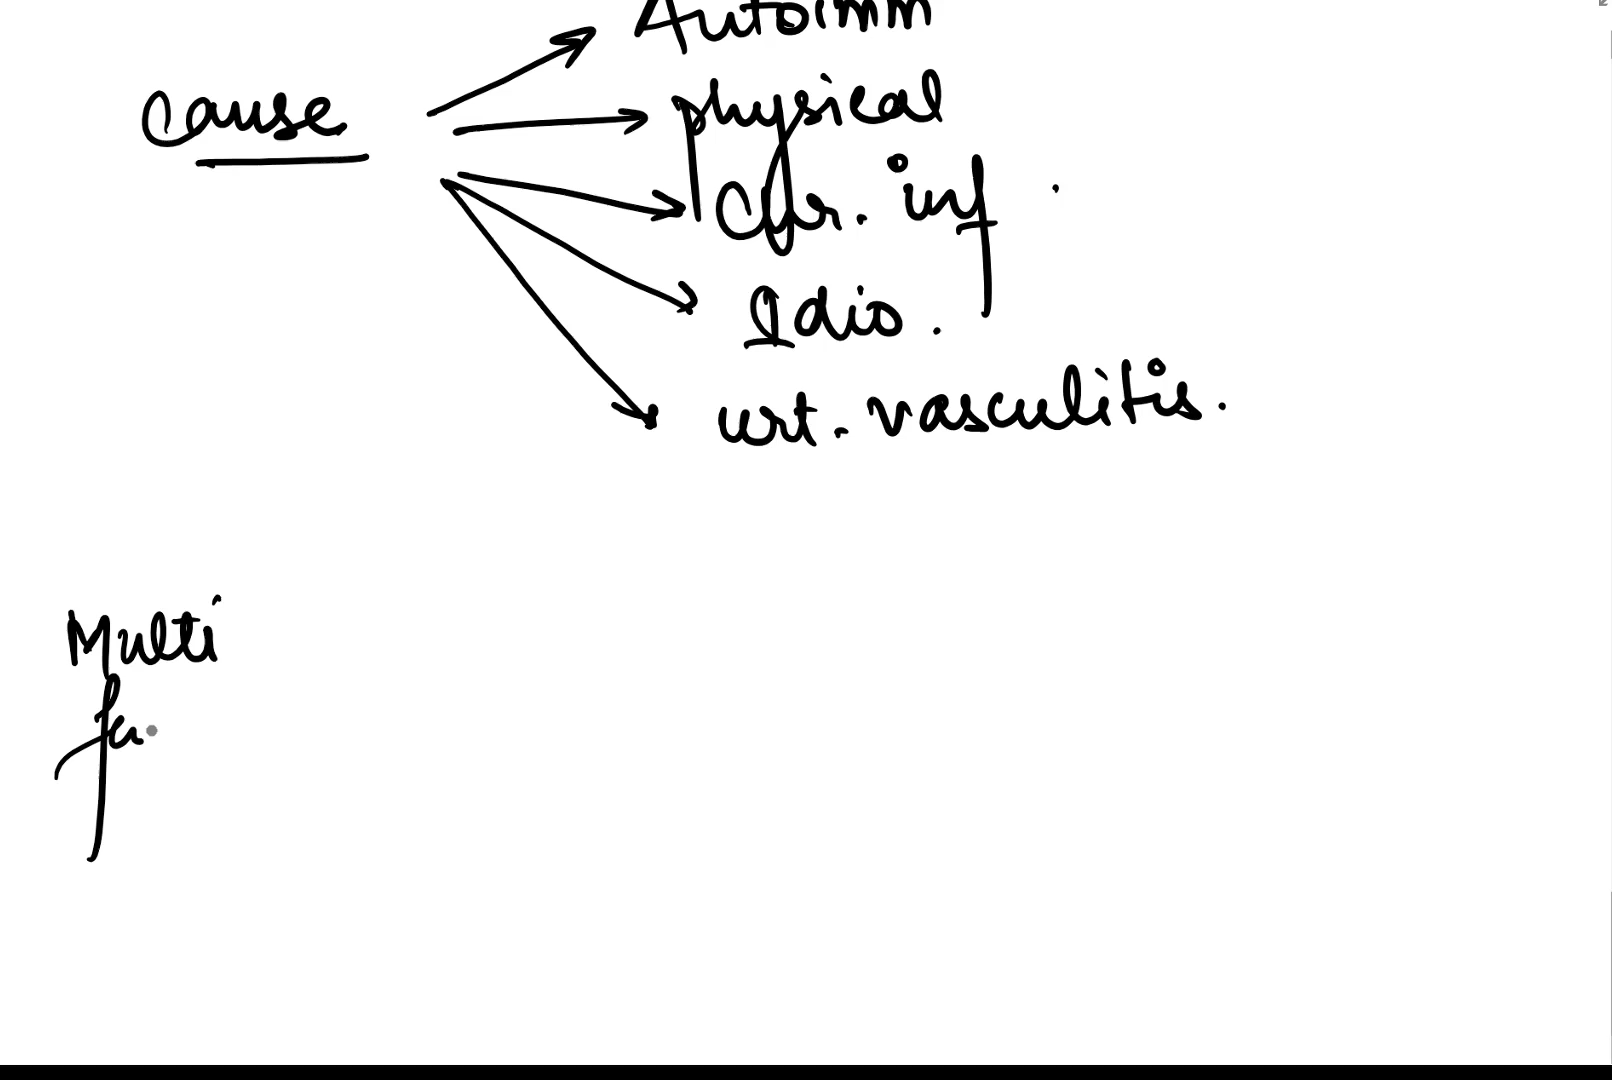 Autoimm
Cause
physical
Chr. inf.
Idio.
urt. vasculitis.
Multi
fa